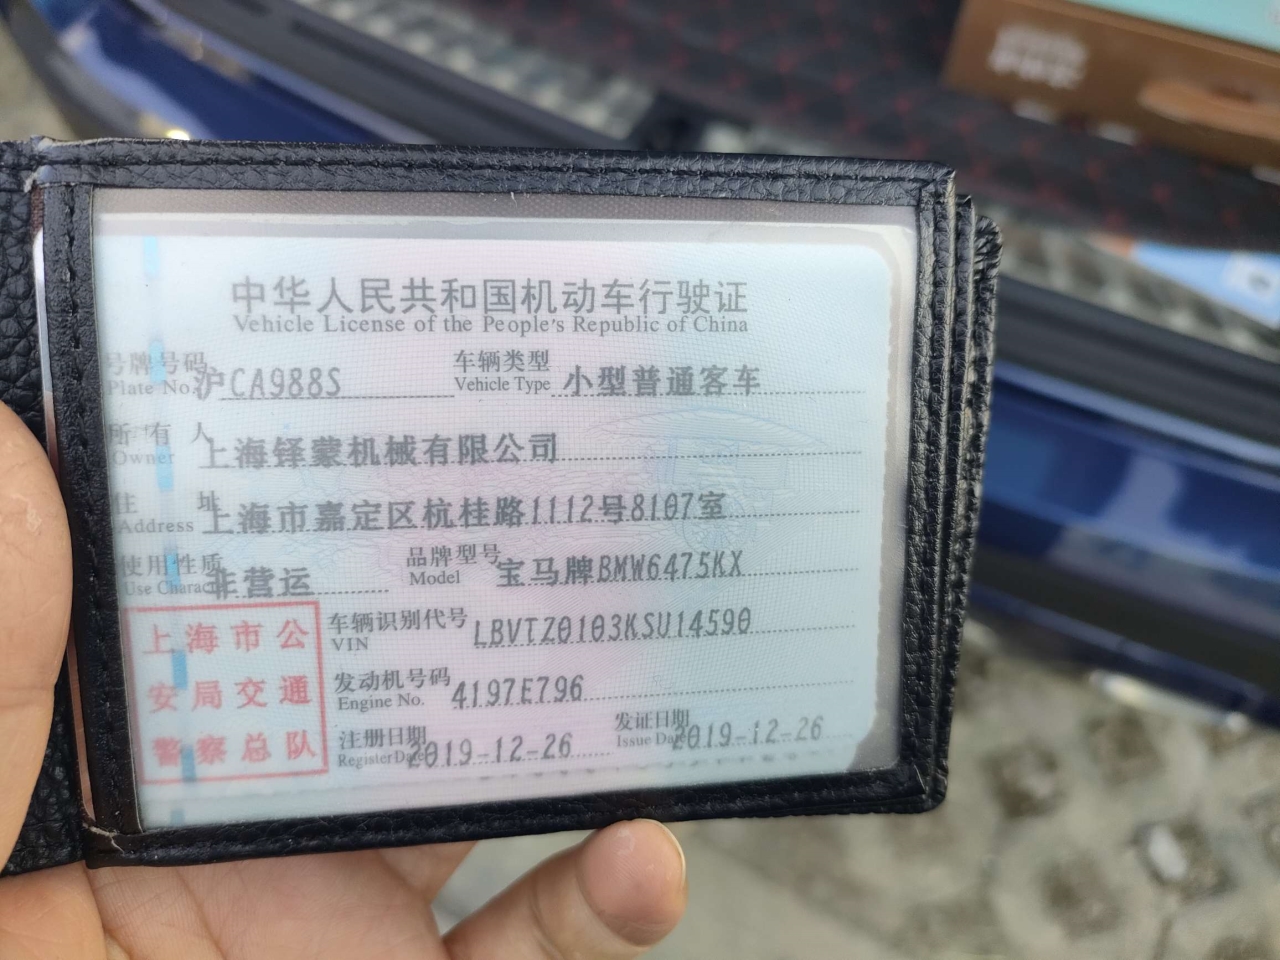 中华人民共和国机动车行驶证
Vehicle License of the People's Republic of China
号牌号码 沪CA988S 车辆类型 小型普通客车
Plate No. Vehicle Type
所有人 上海铎蒙机械有限公司
Owner
住址 上海市嘉定区杭桂路1112号8107室
Address
使用性质 非营运 品牌型号 宝马牌BMW6475KX
Use Charac Model
车辆识别代号 LBVTZ0103KSU14590
VIN
发动机号码 4197E796
Engine No.
注册日期 2019-12-26 发证日期 2019-12-26
Register Date Issue Date
上海市公
安局交通
警察总队